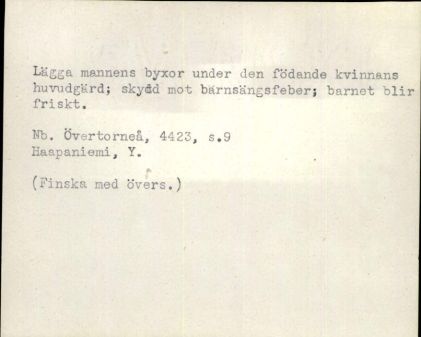 Lägga mannens byxor under den födande kvinnans
huvudgärd; skydd mot barnsängsfeber; barnet blir
friskt.
Nb. Övertorneå, 4423, s.9
Haapaniemi, Y.
(Finska med övers.)